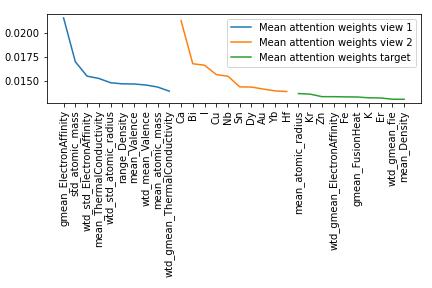 0.0200
0.0175
0.0150
Mean attention weights view 1
Mean attention weights view 2
Mean attention weights target
gmean_ElectronAffinity
std_atomic_mass
wtd_std_ElectronAffinity
mean_ThermalConductivity
wtd_std_atomic_radius
range_Density
mean_Valence
wtd_mean_Valence
mean_atomic_mass
wtd_gmean_ThermalConductivity
Ca
Bi
I
Cu
Nb
Sn
Dy
Au
Yb
Hf
mean_atomic_radius
Kr
Zn
wtd_gmean_ElectronAffinity
Fe
gmean_FusionHeat
K
Er
wtd_gmean_fie
mean_Density